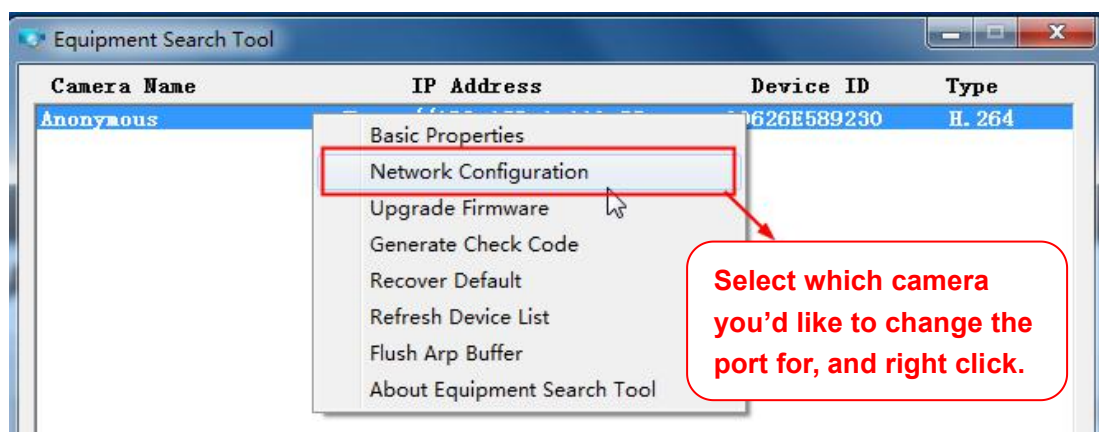 Equipment Search Tool
Camera Name IP Address Device ID Type
Anonymous H.264
Basic Properties
Network Configuration
Upgrade Firmware
Generate Check Code
Recover Default
Refresh Device List
Flush Arp Buffer
About Equipment Search Tool
Select which camera
you’d like to change the
port for, and right click.